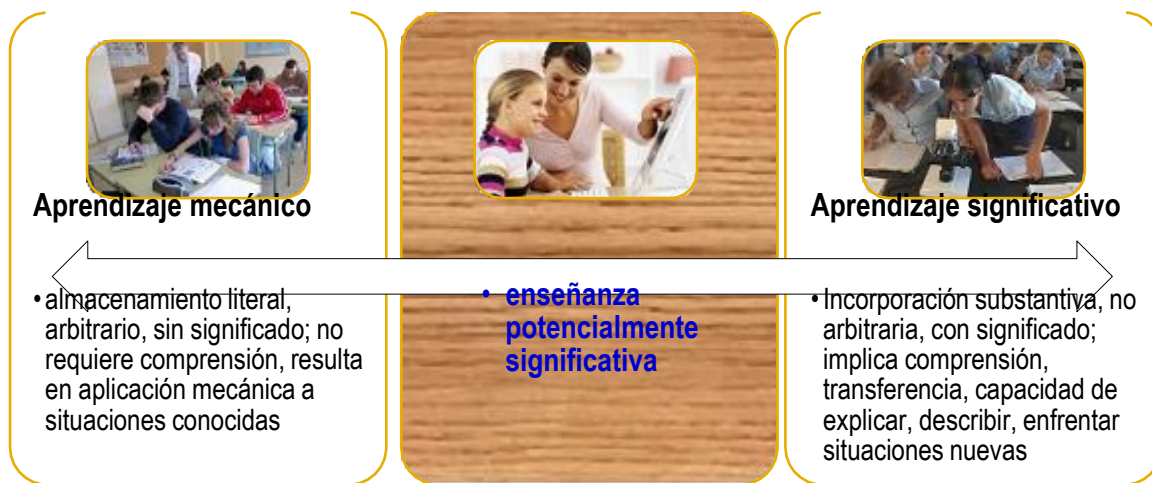 Aprendizaje mecánico
• almacenamiento literal,
arbitrario, sin significado; no
requiere comprensión, resulta
en aplicación mecánica a
situaciones conocidas
• enseñanza
potencialmente
significativa
Aprendizaje significativo
• Incorporación substantiva, no
arbitraria, con significado;
implica comprensión,
transferencia, capacidad de
explicar, describir, enfrentar
situaciones nuevas